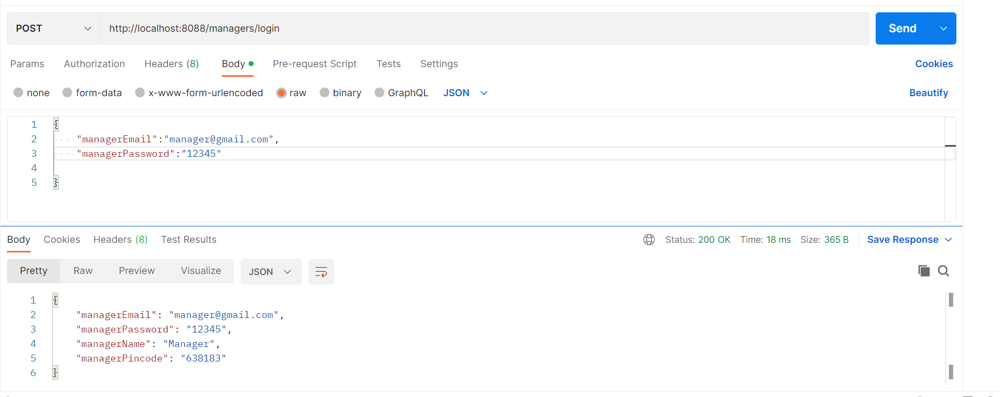 POST http://localhost:8088/managers/login Send
Params Authorization Headers (8) Body Pre-request Script Tests Settings Cookies
none form-data x-www-form-urlencoded raw binary GraphQL JSON Beautify
1 {
2 "managerEmail":"manager@gmail.com",
3 "managerPassword":"12345"
4
5 }
Body Cookies Headers (8) Test Results Status: 200 OK Time: 18 ms Size: 365 B Save Response
Pretty Raw Preview Visualize JSON
1 {
2 "managerEmail": "manager@gmail.com",
3 "managerPassword": "12345",
4 "managerName": "Manager",
5 "managerPincode": "638183"
6 }